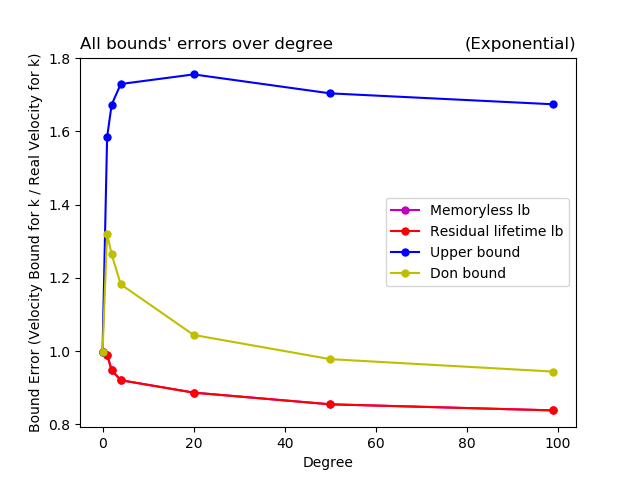 All bounds' errors over degree (Exponential)
Bound Error (Velocity Bound for k / Real Velocity for k)
1.8
1.6
1.4
1.2
1.0
0.8
Memoryless lb
Residual lifetime lb
Upper bound
Don bound
0 20 40 60 80 100
Degree